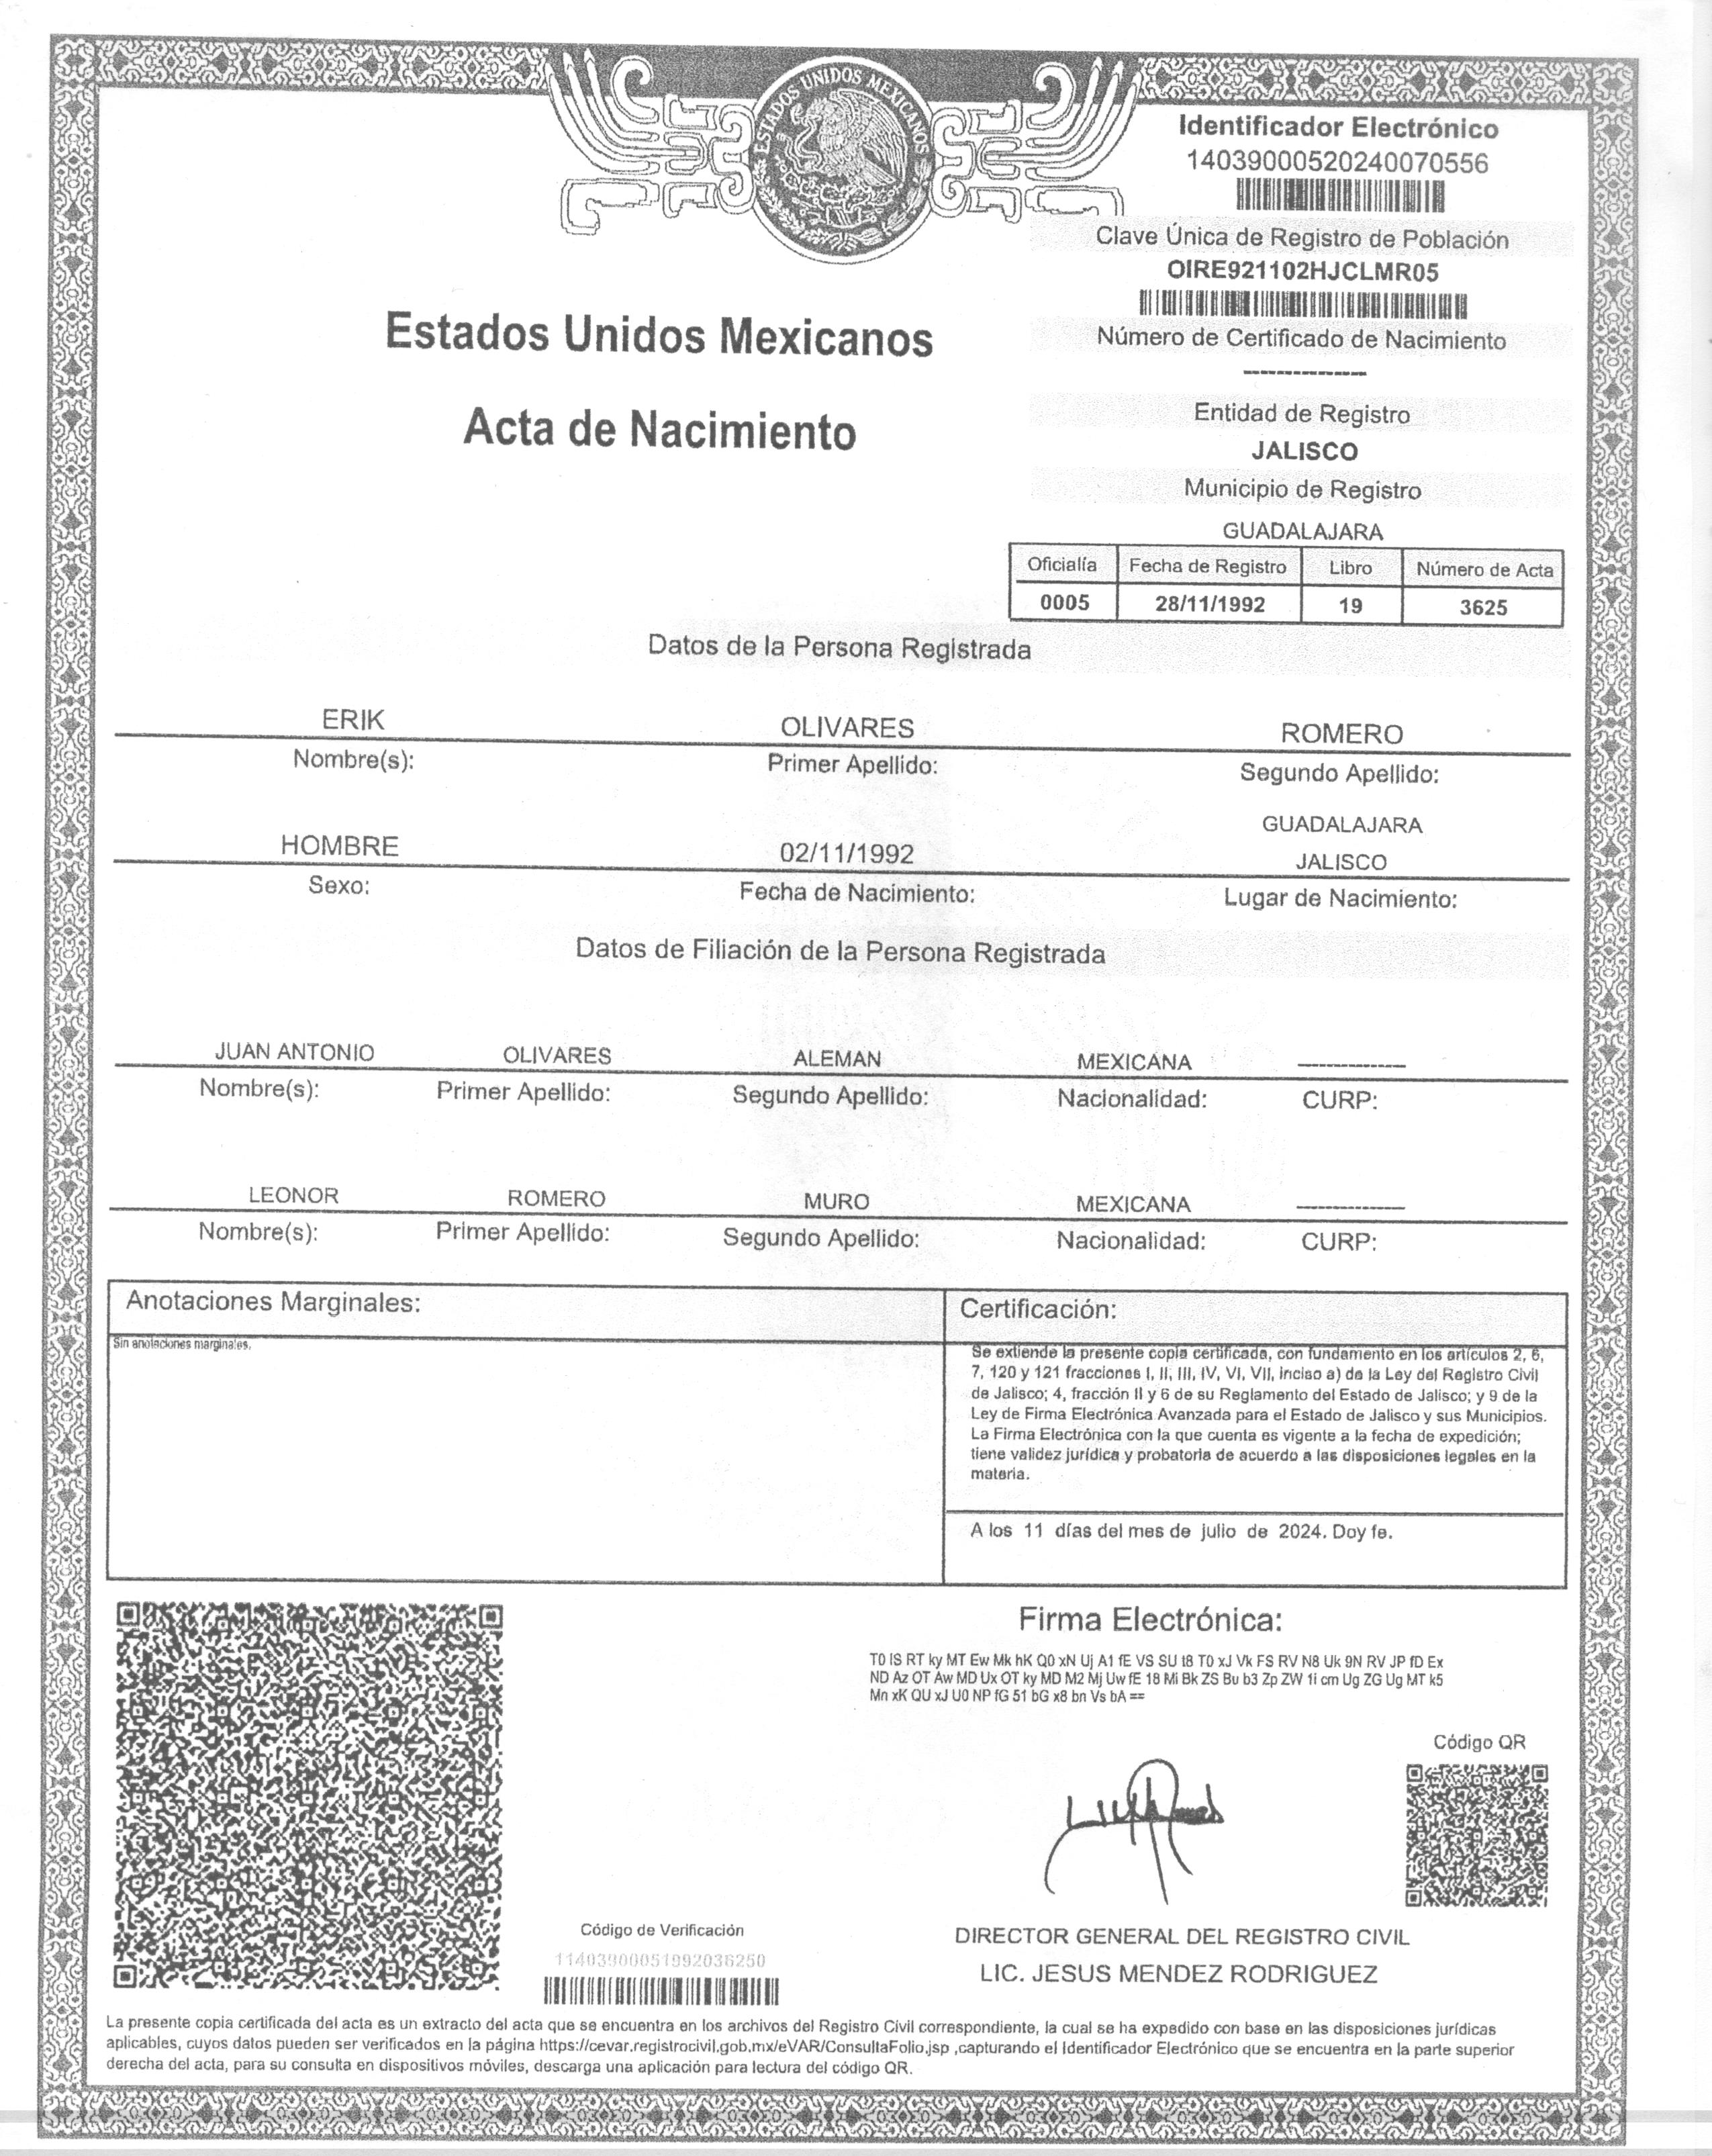 ESTADOS UNIDOS MEXICANOS
Identificador Electrónico
14039000520240070556
Clave Única de Registro de Población
OIRE921102HJCLMR05
Número de Certificado de Nacimiento
--------------
Estados Unidos Mexicanos
Acta de Nacimiento
Entidad de Registro
JALISCO
Municipio de Registro
GUADALAJARA
Oficialía Fecha de Registro Libro Número de Acta
0005 28/11/1992 19 3625
Datos de la Persona Registrada
ERIK OLIVARES ROMERO
Nombre(s): Primer Apellido: Segundo Apellido:
GUADALAJARA
HOMBRE 02/11/1992 JALISCO
Sexo: Fecha de Nacimiento: Lugar de Nacimiento:
Datos de Filiación de la Persona Registrada
JUAN ANTONIO OLIVARES ALEMAN MEXICANA --------------
Nombre(s): Primer Apellido: Segundo Apellido: Nacionalidad: CURP:
LEONOR ROMERO MURO MEXICANA --------------
Nombre(s): Primer Apellido: Segundo Apellido: Nacionalidad: CURP:
Anotaciones Marginales:
Sin anotaciones marginales.
Certificación:
Se extiende la presente copia certificada, con fundamento en los artículos 2, 6,
7, 120 y 121 fracciones I, II, III, IV, VI, VII, inciso a) de la Ley del Registro Civil
de Jalisco; 4, fracción II y 6 de su Reglamento del Estado de Jalisco; y 9 de la
Ley de Firma Electrónica Avanzada para el Estado de Jalisco y sus Municipios.
La Firma Electrónica con la que cuenta es vigente a la fecha de expedición;
tiene validez jurídica y probatoria de acuerdo a las disposiciones legales en la
materia.
A los 11 días del mes de julio de 2024. Doy fe.
Firma Electrónica:
T0 lS RT ky MT Ew Mk hK Q0 xN Uj A1 fE VS SU t8 T0 xJ Vk FS RV N8 Uk 9N RV JP fD Ex
ND Az OT Aw MD Ux OT ky MD M2 Mj Uw fE 18 Mi Bk ZS Bu b3 Zp ZW 1i cm Ug ZG Ug MT k5
Mn xK QU xJ U0 NP fG 51 bG x8 bn Vs bA ==
Código QR
Código de Verificación
11403900051992036250
DIRECTOR GENERAL DEL REGISTRO CIVIL
LIC. JESUS MENDEZ RODRIGUEZ
La presente copia certificada del acta es un extracto del acta que se encuentra en los archivos del Registro Civil correspondiente, la cual se ha expedido con base en las disposiciones jurídicas
aplicables, cuyos datos pueden ser verificados en la página https://cevar.registrocivil.gob.mx/eVAR/ConsultaFolio.jsp ,capturando el Identificador Electrónico que se encuentra en la parte superior
derecha del acta, para su consulta en dispositivos móviles, descarga una aplicación para lectura del código QR.